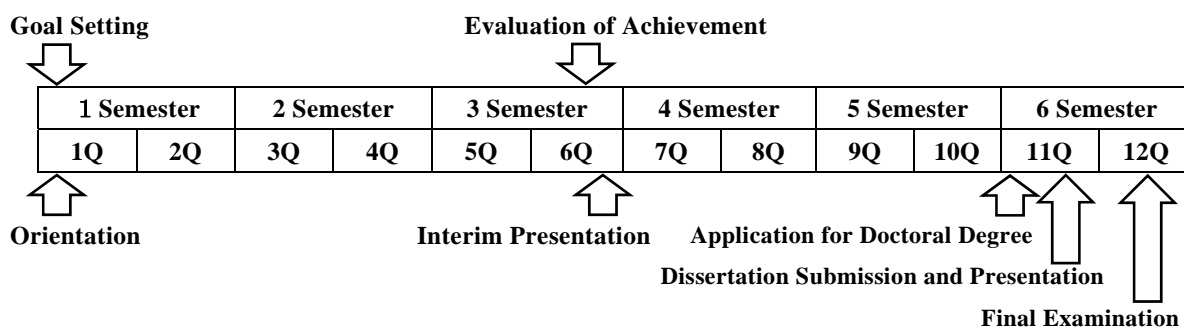 Goal Setting Evaluation of Achievement
１ Semester 2 Semester 3 Semester 4 Semester 5 Semester 6 Semester
1Q 2Q 3Q 4Q 5Q 6Q 7Q 8Q 9Q 10Q 11Q 12Q
Orientation Interim Presentation Application for Doctoral Degree
Dissertation Submission and Presentation
Final Examination